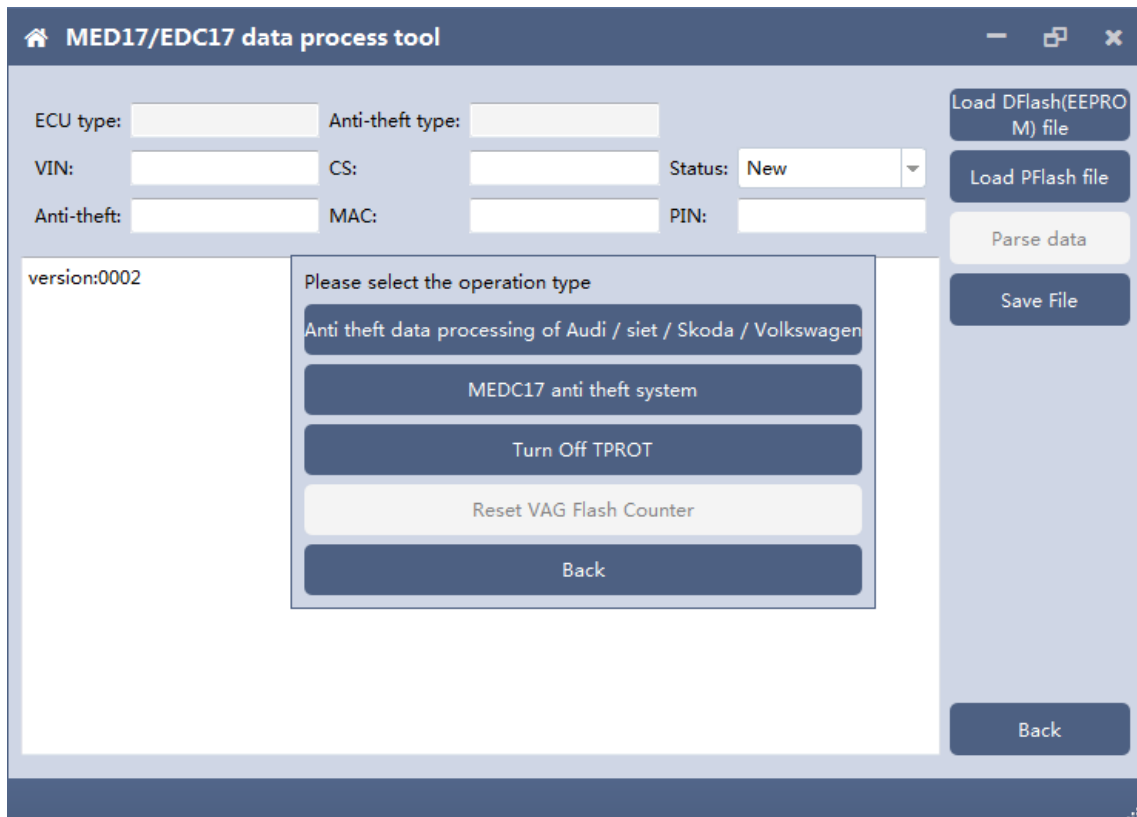 MED17/EDC17 data process tool
ECU type:
Anti-theft type:
VIN:
CS:
Status:
New
Anti-theft:
MAC:
PIN:
Load DFlash(EEPRO
M) file
Load PFlash file
Parse data
Save File
version:0002
Please select the operation type
Anti theft data processing of Audi / siet / Skoda / Volkswagen
MEDC17 anti theft system
Turn Off TPROT
Reset VAG Flash Counter
Back
Back